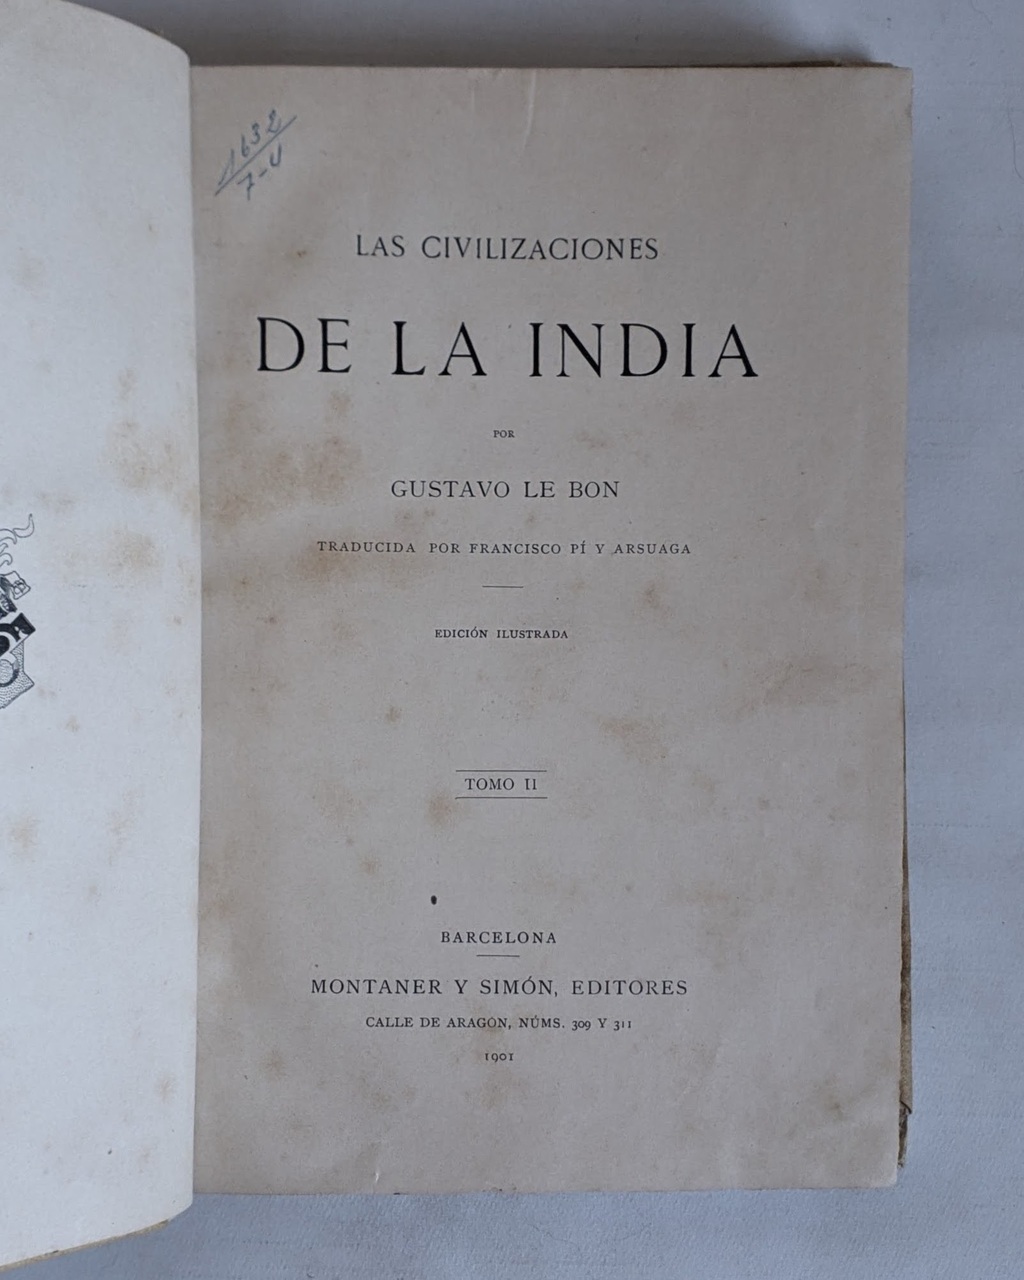 1632
7-4
LAS CIVILIZACIONES
DE LA INDIA
POR
GUSTAVO LE BON
TRADUCIDA POR FRANCISCO PÍ Y ARSUAGA
EDICIÓN ILUSTRADA
TOMO II
BARCELONA
MONTANER Y SIMÓN, EDITORES
CALLE DE ARAGÓN, NÚMS. 309 Y 311
1901